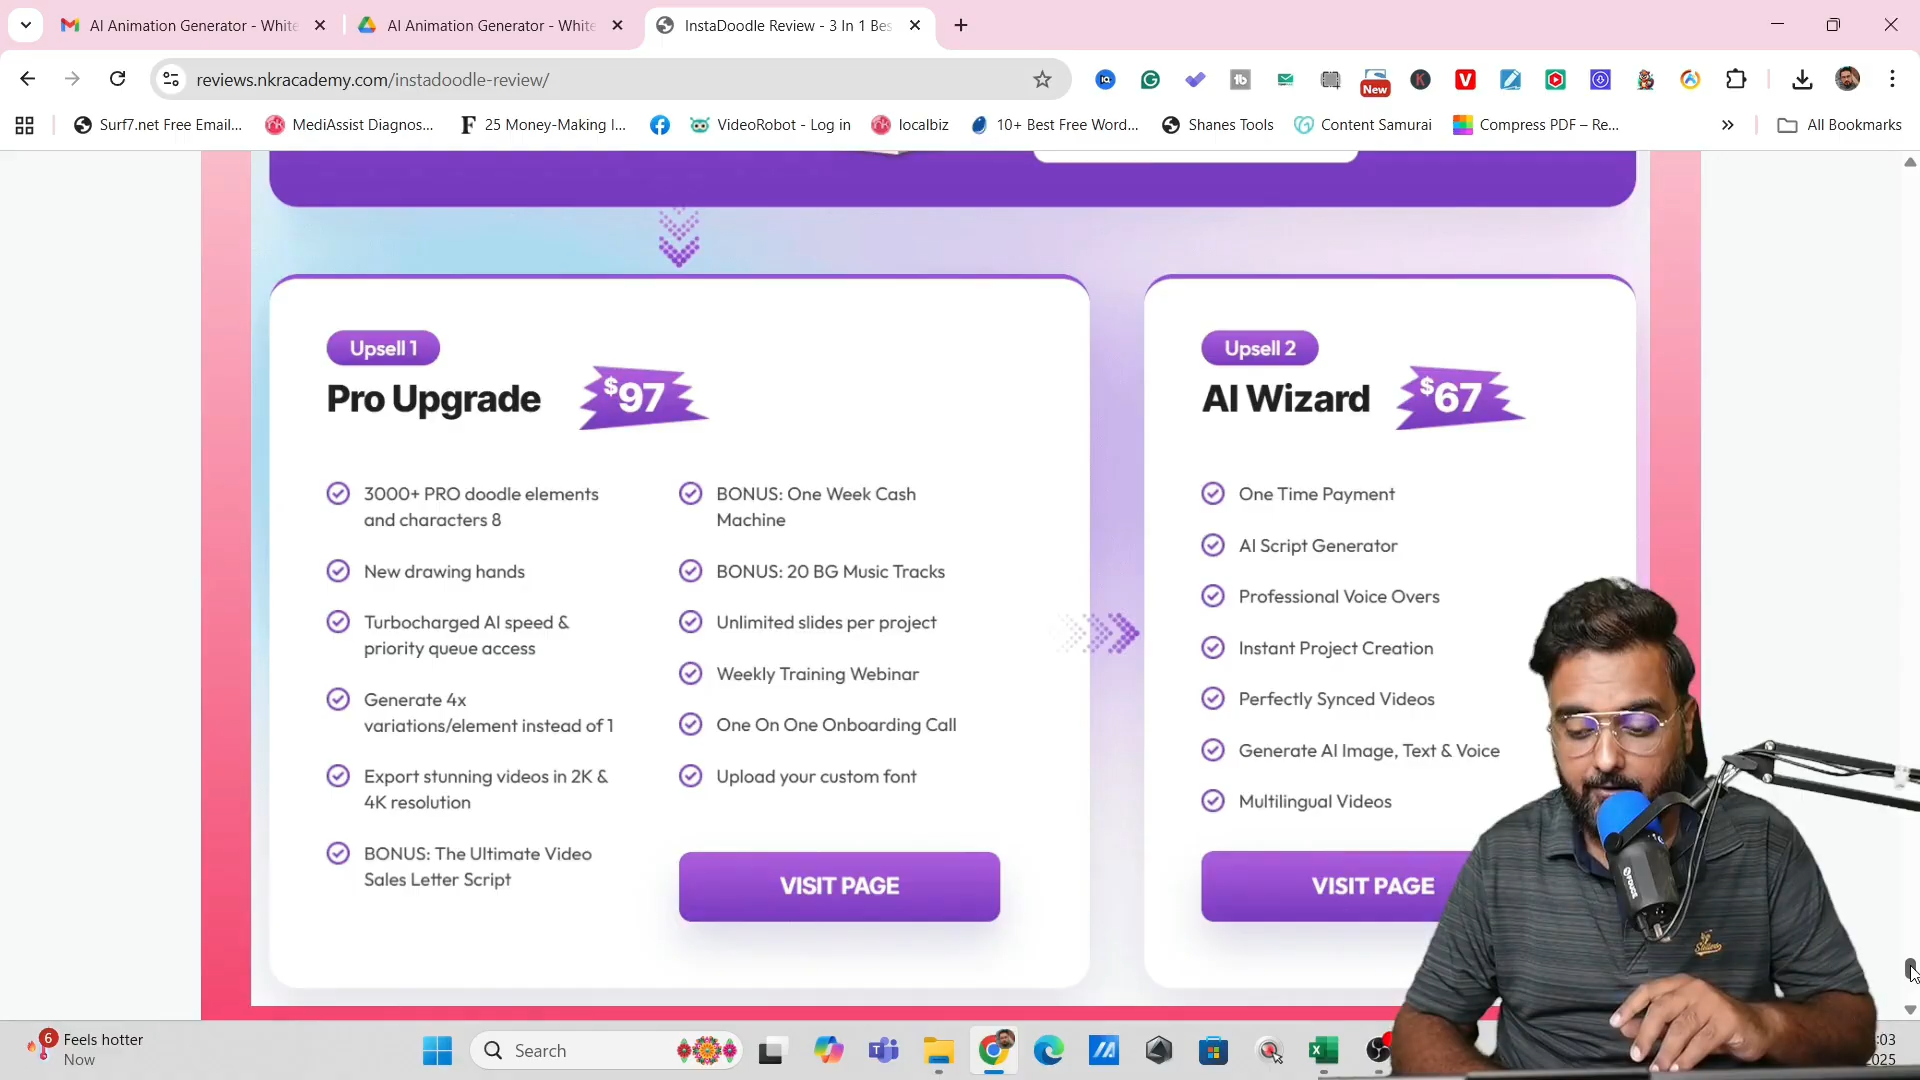 AI Animation Generator - White
AI Animation Generator - White
InstaDoodle Review - 3 In 1 Bes
reviews.nkracademy.com/instadoodle-review/
New
Surf7.net Free Email...
MediAssist Diagnos...
25 Money-Making I...
VideoRobot - Log in
localbiz
10+ Best Free Word...
Shanes Tools
Content Samurai
Compress PDF – Re...
All Bookmarks
Upsell 1
Pro Upgrade
$97
3000+ PRO doodle elements
and characters 8
New drawing hands
Turbocharged AI speed &
priority queue access
Generate 4x
variations/element instead of 1
Export stunning videos in 2K &
4K resolution
BONUS: The Ultimate Video
Sales Letter Script
BONUS: One Week Cash
Machine
BONUS: 20 BG Music Tracks
Unlimited slides per project
Weekly Training Webinar
One On One Onboarding Call
Upload your custom font
VISIT PAGE
Upsell 2
AI Wizard
$67
One Time Payment
AI Script Generator
Professional Voice Overs
Instant Project Creation
Perfectly Synced Videos
Generate AI Image, Text & Voice
Multilingual Videos
VISIT PAGE
6
Feels hotter
Now
Search
:03
2025